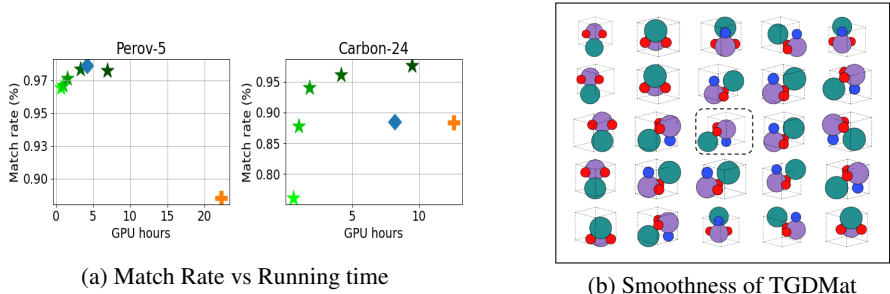 Perov-5
Match rate (%)
0.97
0.95
0.93
0.90
0 5 10 15 20
GPU hours
Carbon-24
Match rate (%)
0.95
0.90
0.85
0.80
5 10
GPU hours
(a) Match Rate vs Running time
(b) Smoothness of TGDMat